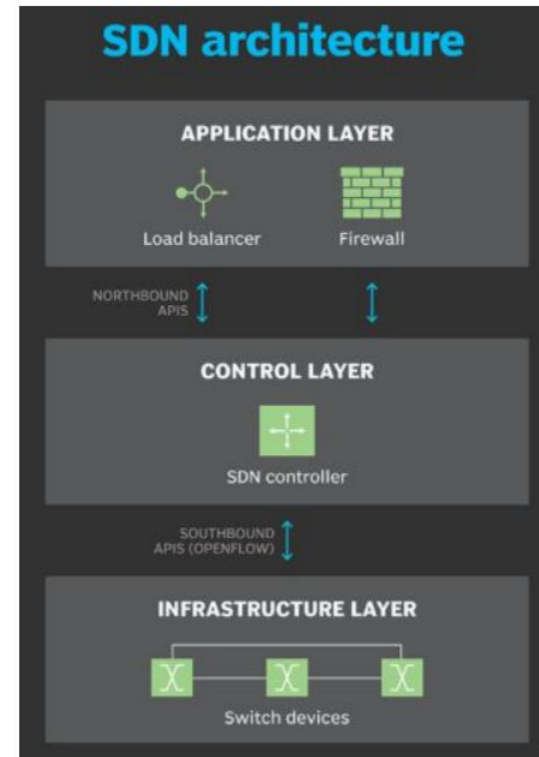 SDN architecture
APPLICATION LAYER
Load balancer
Firewall
NORTHBOUND
APIS
CONTROL LAYER
SDN controller
SOUTHBOUND
APIS (OPENFLOW)
INFRASTRUCTURE LAYER
Switch devices